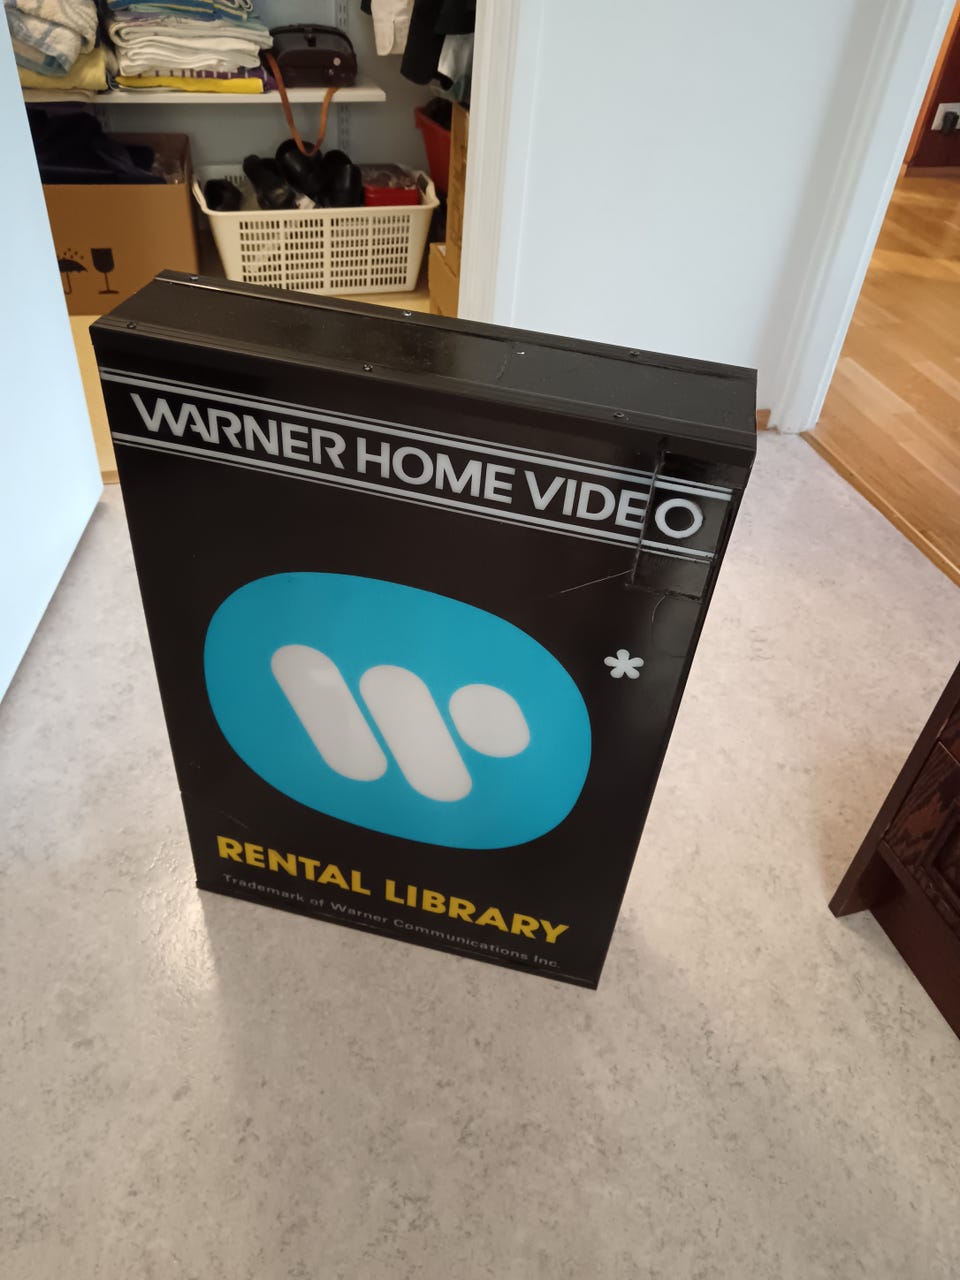 WARNER HOME VIDEO
*
RENTAL LIBRARY
Trademark of Warner Communications Inc.